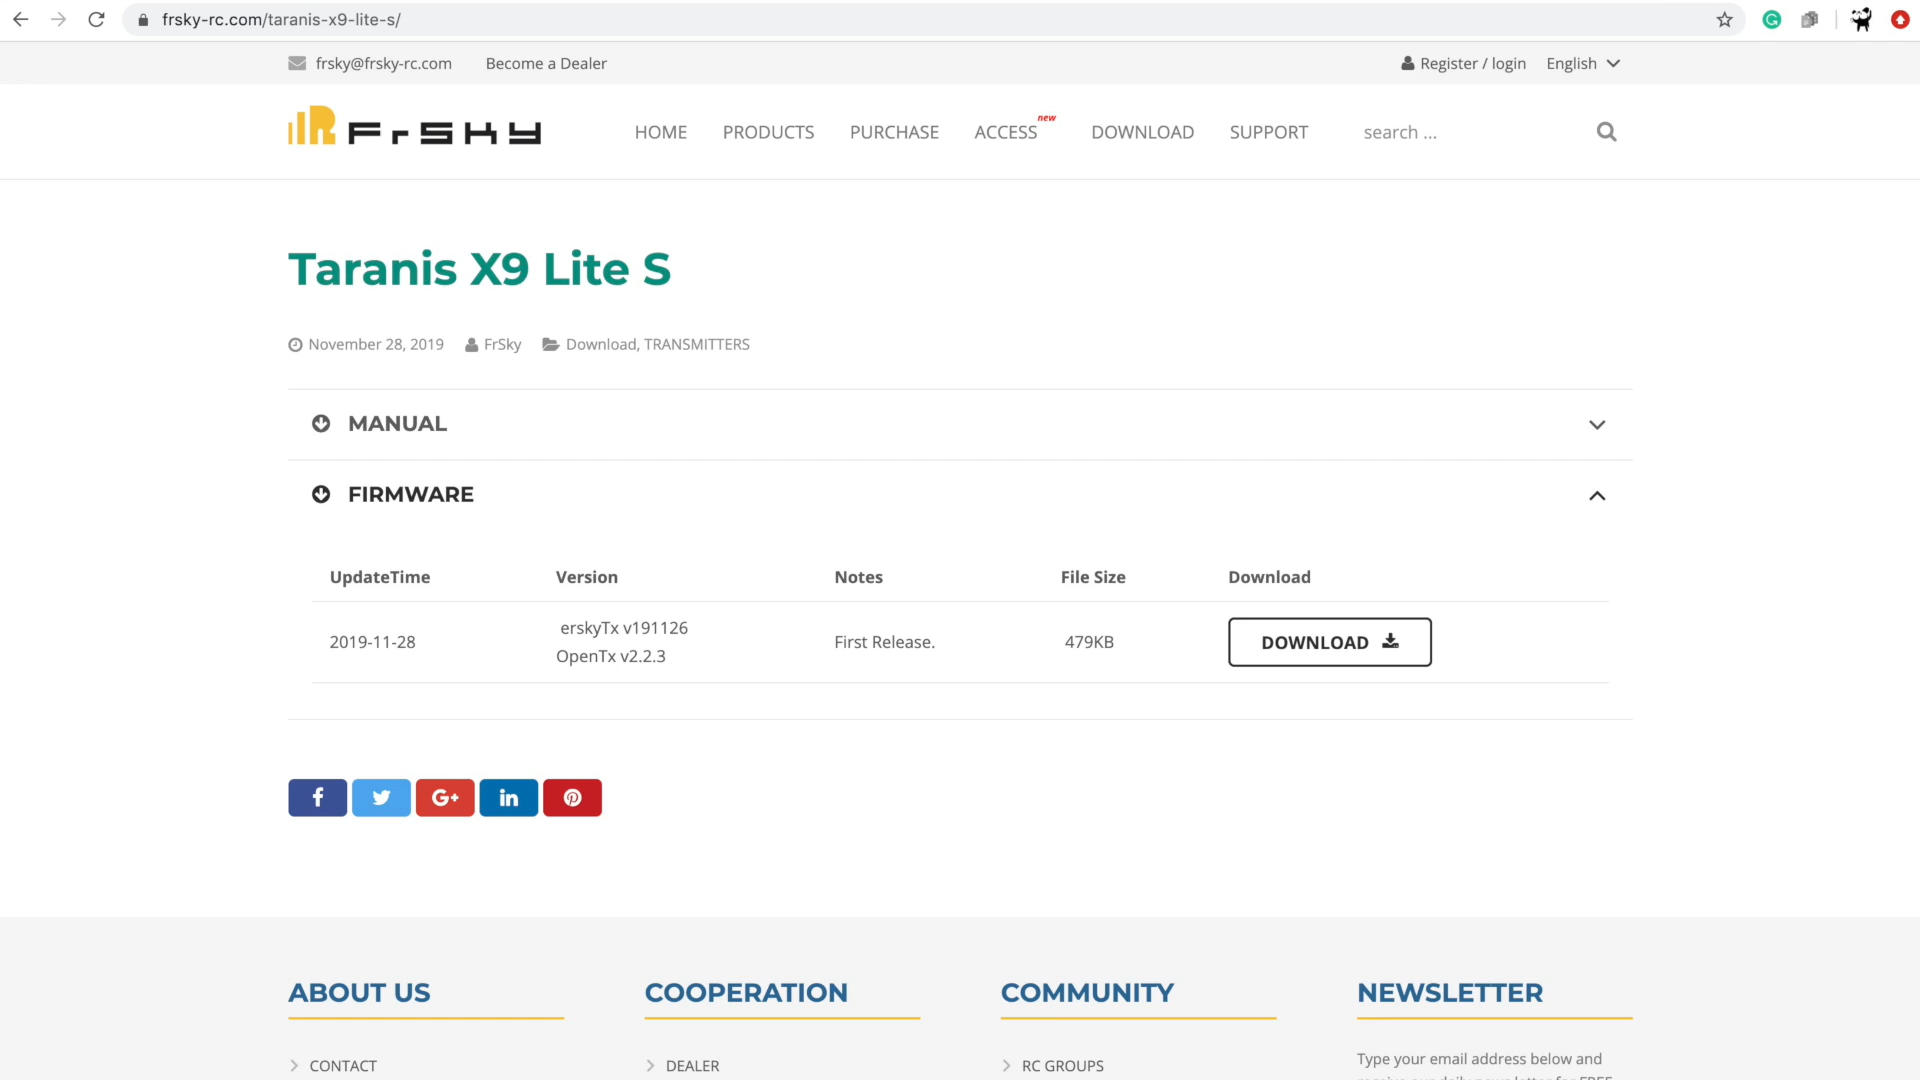 frsky-rc.com/taranis-x9-lite-s/
frsky@frsky-rc.com Become a Dealer Register / login English
FrSky HOME PRODUCTS PURCHASE ACCESS new DOWNLOAD SUPPORT search ...
Taranis X9 Lite S
November 28, 2019 FrSky Download, TRANSMITTERS
MANUAL
FIRMWARE
UpdateTime Version Notes File Size Download
2019-11-28 erskyTx v191126 First Release. 479KB DOWNLOAD
OpenTx v2.2.3
f G+ in
ABOUT US COOPERATION COMMUNITY NEWSLETTER
CONTACT DEALER RC GROUPS Type your email address below and